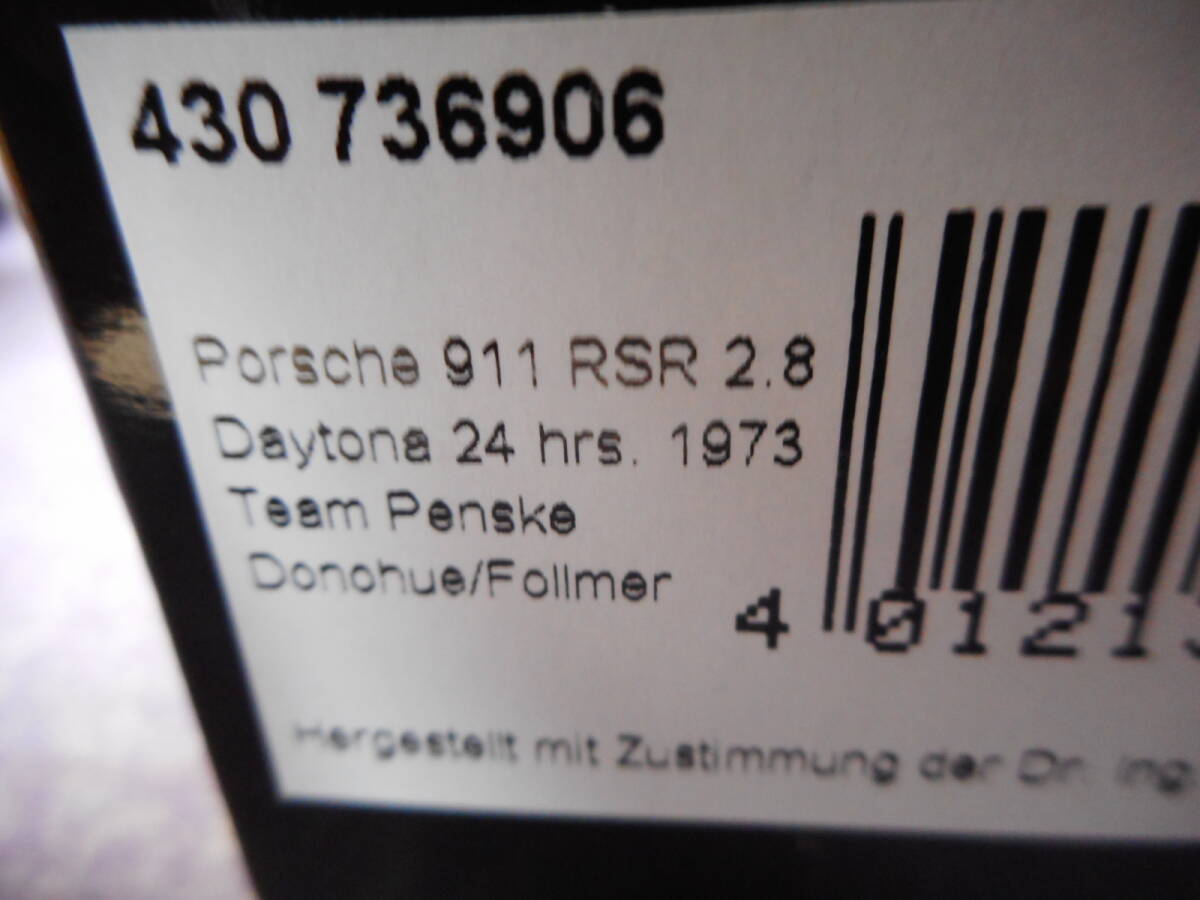 430 736906
Porsche 911 RSR 2.8
Daytona 24 hrs. 1973
Team Penske
Donohue/Follmer
4 01213
Hergestellt mit Zustimmung der Dr. Ing.